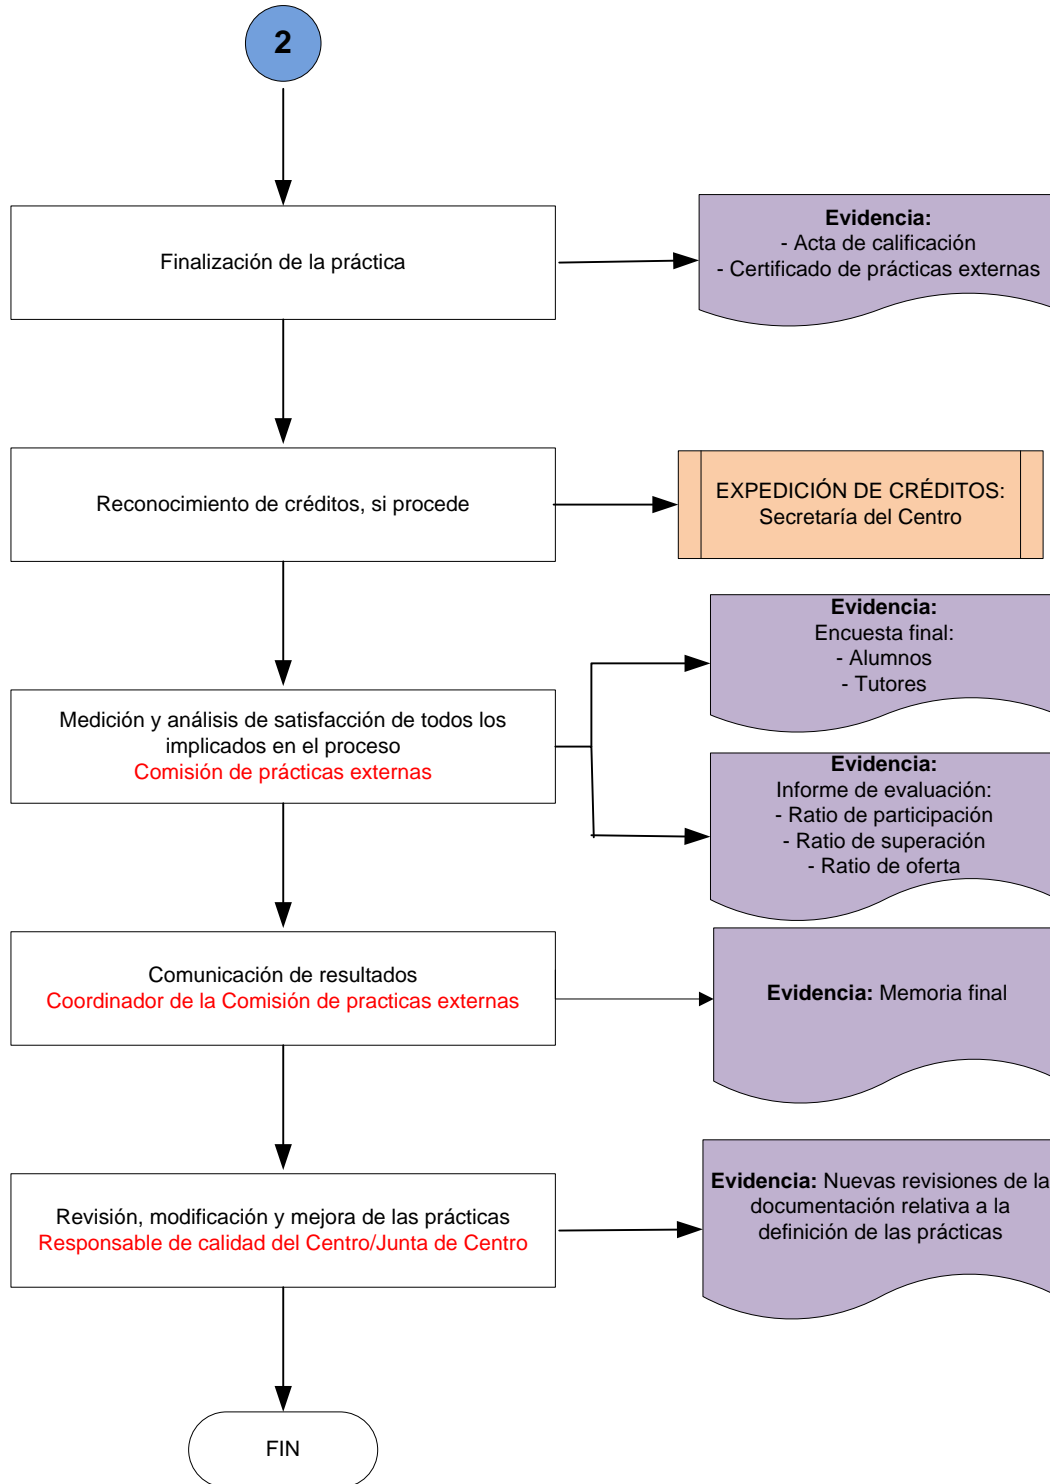 2
Finalización de la práctica
Evidencia:
- Acta de calificación
- Certificado de prácticas externas
Reconocimiento de créditos, si procede
EXPEDICIÓN DE CRÉDITOS:
Secretaría del Centro
Evidencia:
Encuesta final:
- Alumnos
- Tutores
Medición y análisis de satisfacción de todos los
implicados en el proceso
Comisión de prácticas externas
Evidencia:
Informe de evaluación:
- Ratio de participación
- Ratio de superación
- Ratio de oferta
Comunicación de resultados
Coordinador de la Comisión de practicas externas
Evidencia: Memoria final
Revisión, modificación y mejora de las prácticas
Responsable de calidad del Centro/Junta de Centro
Evidencia: Nuevas revisiones de la
documentación relativa a la
definición de las prácticas
FIN